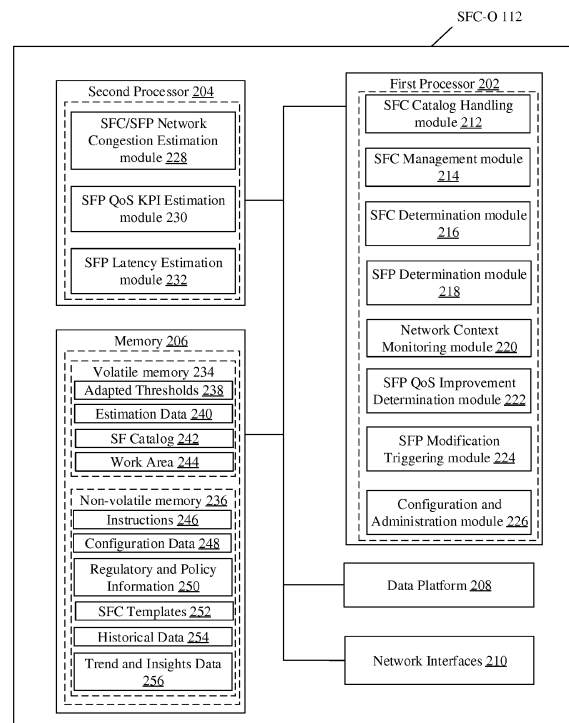 SFC-O 112
Second Processor 204
SFC/SFP Network
Congestion Estimation
module 228
SFP QoS KPI Estimation
module 230
SFP Latency Estimation
module 232
Memory 206
Volatile memory 234
Adapted Thresholds 238
Estimation Data 240
SF Catalog 242
Work Area 244
Non-volatile memory 236
Instructions 246
Configuration Data 248
Regulatory and Policy
Information 250
SFC Templates 252
Historical Data 254
Trend and Insights Data
256
First Processor 202
SFC Catalog Handling
module 212
SFC Management module
214
SFC Determination module
216
SFP Determination module
218
Network Context
Monitoring module 220
SFP QoS Improvement
Determination module 222
SFP Modification
Triggering module 224
Configuration and
Administration module 226
Data Platform 208
Network Interfaces 210